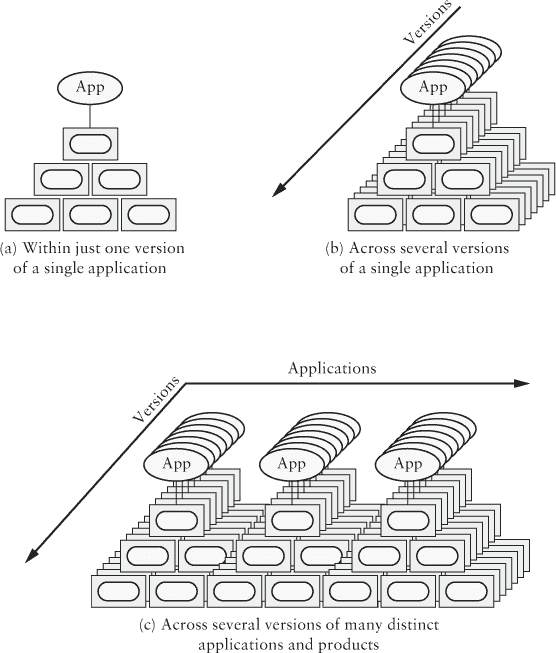 Versions
App
App
(a) Within just one version
of a single application
(b) Across several versions
of a single application
Applications
Versions
App
App
App
(c) Across several versions of many distinct
applications and products